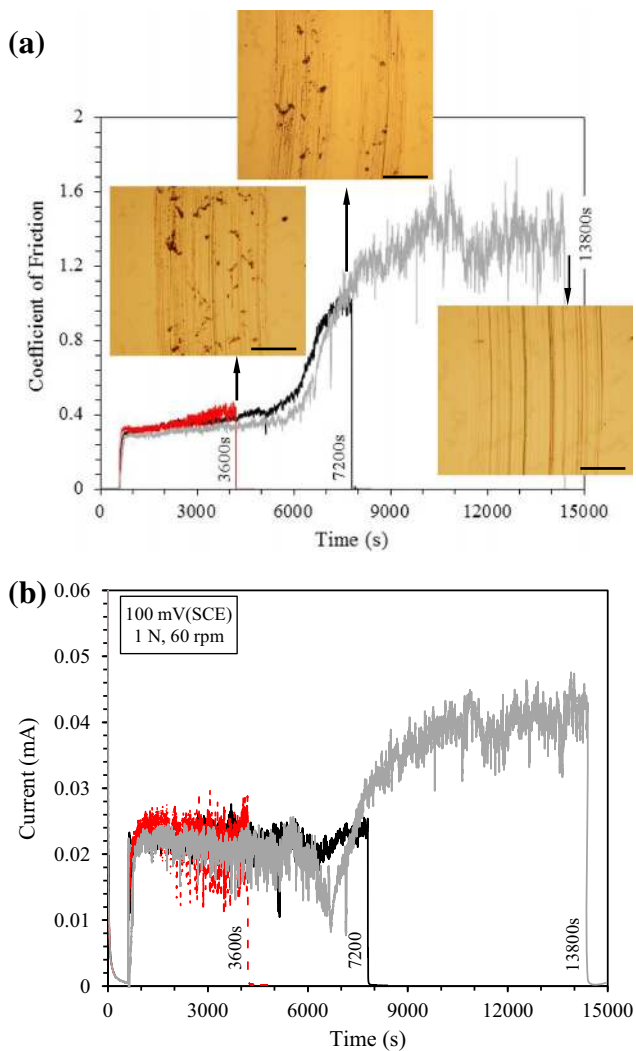 (a)
2
1.6
1.2
0.8
0.4
0
Coefficient of Friction
3600s
7200s
13800s
0 3000 6000 9000 12000 15000
Time (s)
(b)
0.06
0.05
0.04
0.03
0.02
0.01
0
Current (mA)
100 mV(SCE)
1 N, 60 rpm
3600s
7200
13800s
0 3000 6000 9000 12000 15000
Time (s)